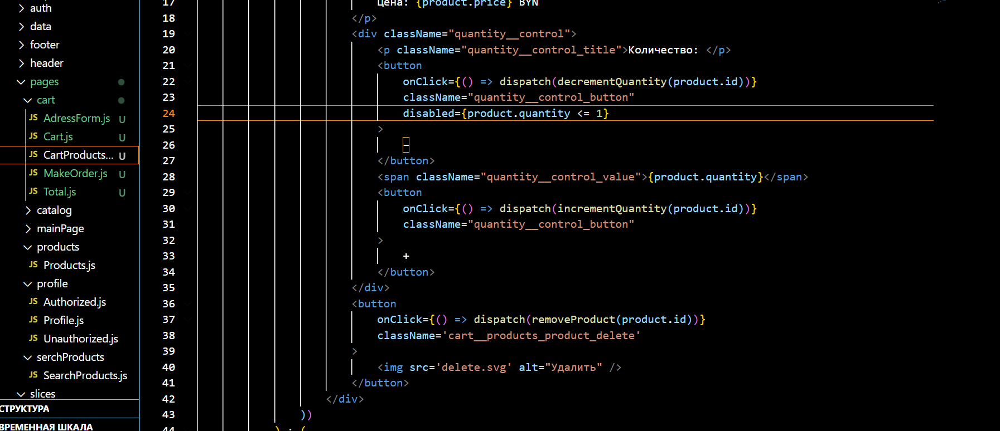 auth
data
footer
header
pages
cart
JS AdressForm.js U
JS Cart.js U
JS CartProducts... U
JS MakeOrder.js U
JS Total.js U
catalog
mainPage
products
JS Products.js
profile
JS Authorized.js
JS Profile.js
JS Unauthorized.js
serchProducts
JS SearchProducts.js
slices
СТРУКТУРА
ВРЕМЕННАЯ ШКАЛА
17 Цена: {product.price} BYN
18 </p>
19 <div className="quantity__control">
20 <p className="quantity__control_title">Количество: </p>
21 <button
22 onClick={() => dispatch(decrementQuantity(product.id))}
23 className="quantity__control_button"
24 disabled={product.quantity <= 1}
25 >
26 −
27 </button>
28 <span className="quantity__control_value">{product.quantity}</span>
29 <button
30 onClick={() => dispatch(incrementQuantity(product.id))}
31 className="quantity__control_button"
32 >
33 +
34 </button>
35 </div>
36 <button
37 onClick={() => dispatch(removeProduct(product.id))}
38 className='cart__products_product_delete'
39 >
40 <img src='delete.svg' alt="Удалить" />
41 </button>
42 </div>
43 ))
44 ) : (